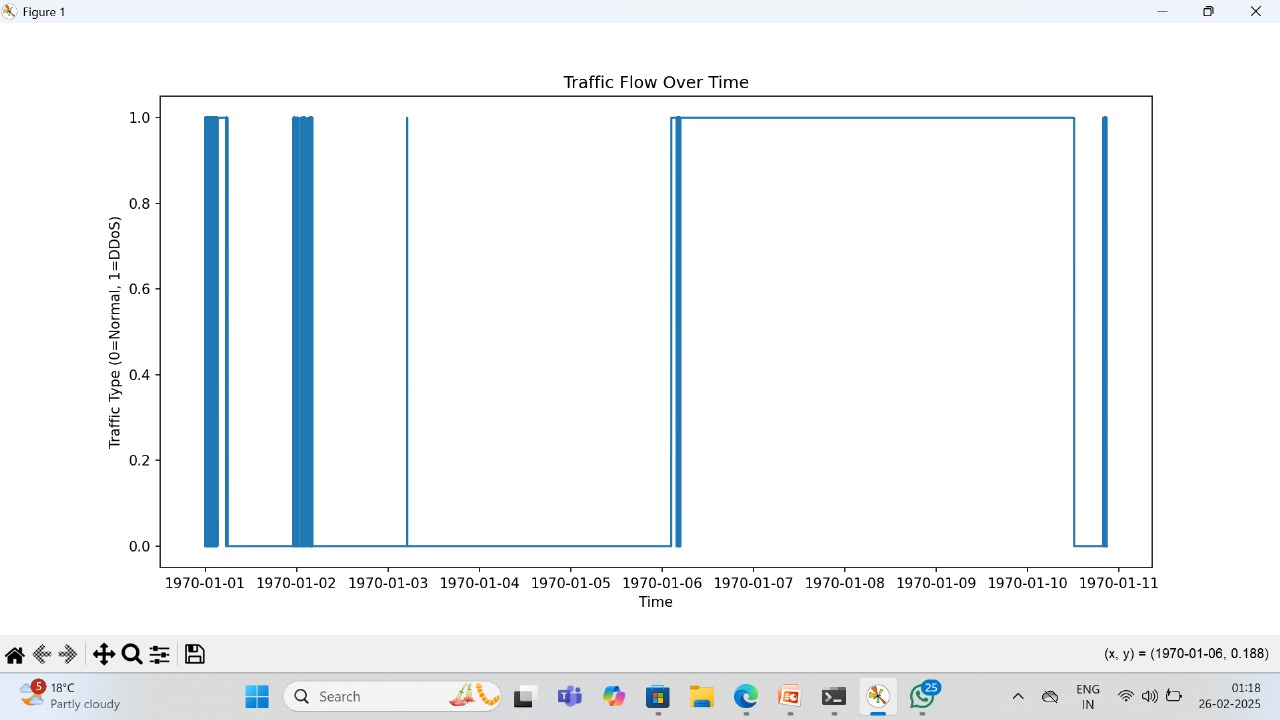 Figure 1
Traffic Flow Over Time
1.0
0.8
0.6
0.4
0.2
0.0
Traffic Type (0=Normal, 1=DDoS)
1970-01-01 1970-01-02 1970-01-03 1970-01-04 1970-01-05 1970-01-06 1970-01-07 1970-01-08 1970-01-09 1970-01-10 1970-01-11
Time
(x, y) = (1970-01-06, 0.188)
5
18°C
Partly cloudy
Search
25
ENG
IN
01:18
26-02-2025